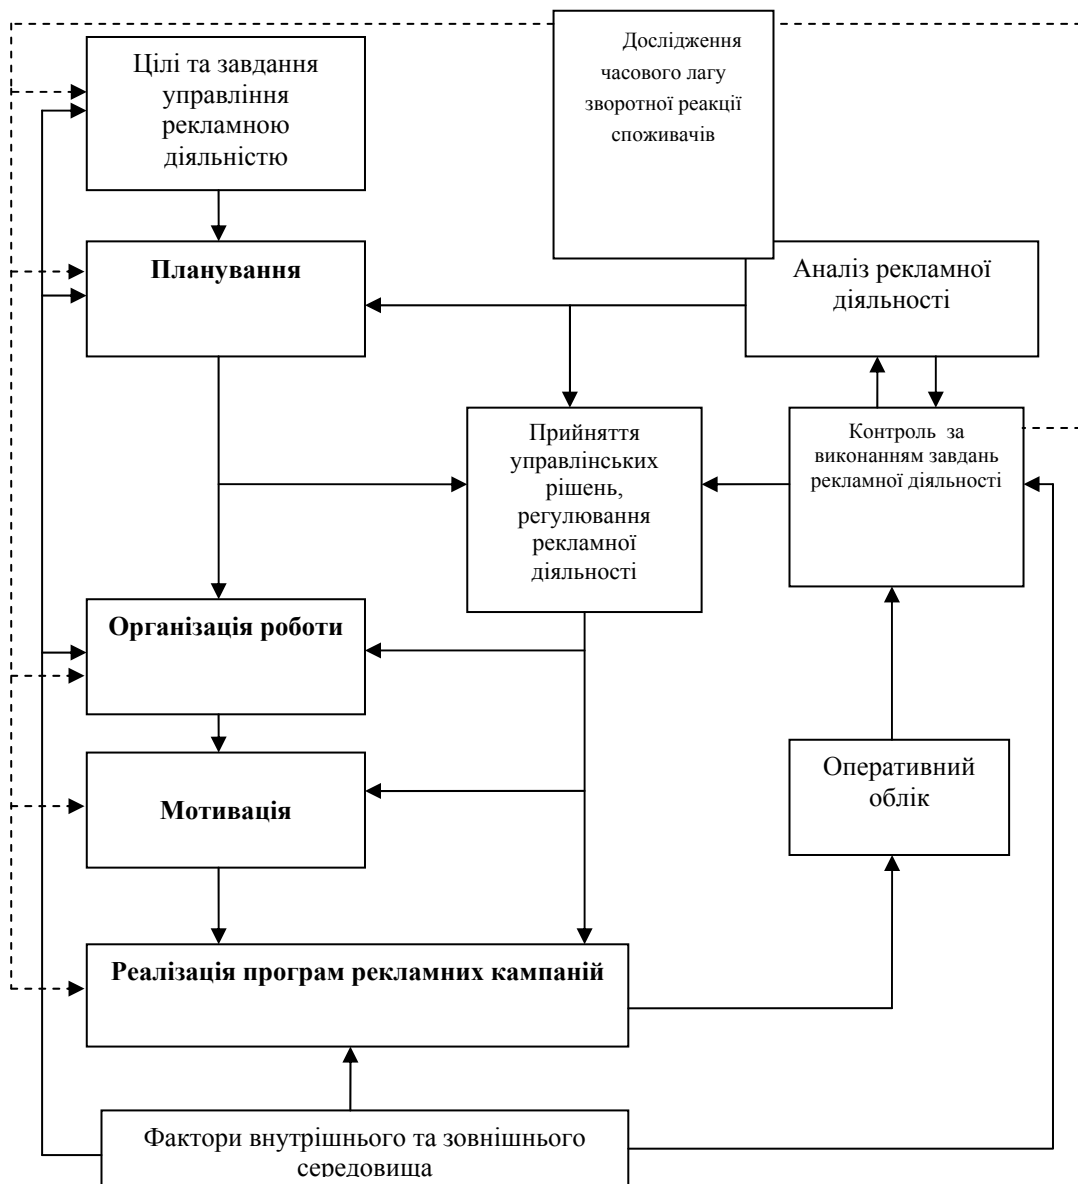 Цілі та завдання
управління
рекламною
діяльністю
Дослідження
часового лагу
зворотної реакції
споживачів
Планування
Аналіз рекламної
діяльності
Прийняття
управлінських
рішень,
регулювання
рекламної
діяльності
Контроль за
виконанням завдань
рекламної діяльності
Організація роботи
Мотивація
Оперативний
облік
Реалізація програм рекламних кампаній
Фактори внутрішнього та зовнішнього
середовища